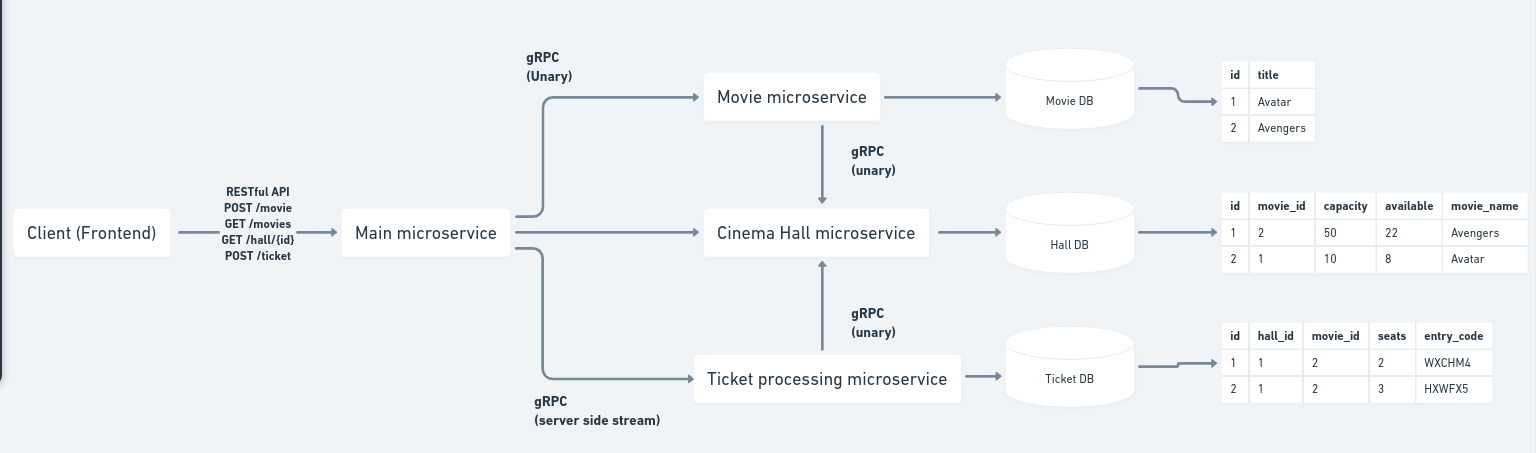 gRPC
(Unary)
Movie microservice
Movie DB
id title
1 Avatar
2 Avengers
gRPC
(unary)
Client (Frontend)
RESTful API
POST /movie
GET /movies
GET /hall/{id}
POST /ticket
Main microservice
Cinema Hall microservice
Hall DB
id movie_id capacity available movie_name
1 2 50 22 Avengers
2 1 10 8 Avatar
gRPC
(unary)
Ticket processing microservice
Ticket DB
id hall_id movie_id seats entry_code
1 1 2 2 WXCHM4
2 1 2 3 HXWFX5
gRPC
(server side stream)